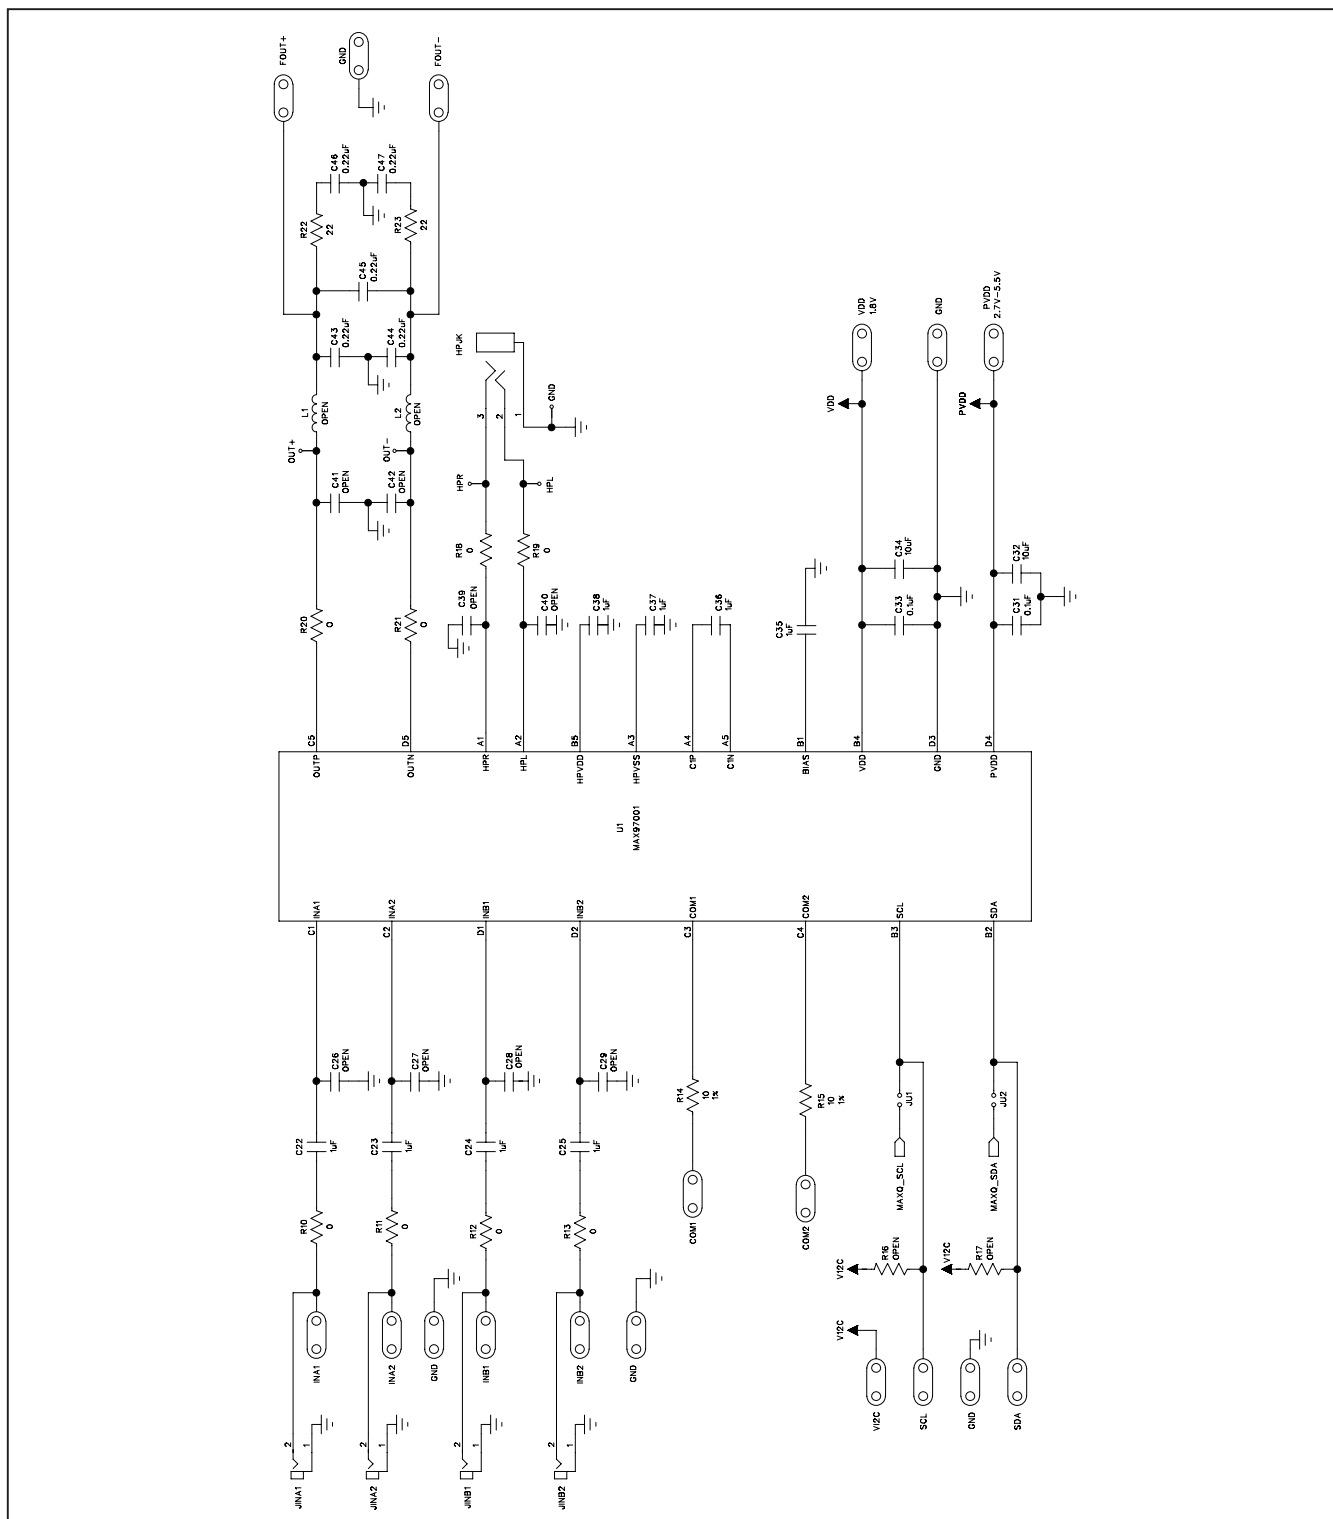 FOUT+
GND
FOUT-
C46
0.22uF
C47
0.22uF
R22
22
R23
22
C45
0.22uF
C43
0.22uF
C44
0.22uF
L1
OPEN
L2
OPEN
OUT+
OUT-
C41
OPEN
C42
OPEN
R20
0
R21
0
HPJK
3
2
1
GND
HPR
HPL
R18
0
R19
0
C39
OPEN
C40
OPEN
C38
1uF
C37
1uF
C36
1uF
C35
1uF
VDD
1.8V
GND
PVDD
2.7V-5.5V
VDD
PVDD
C34
10uF
C33
0.1uF
C32
10uF
C31
0.1uF
C5
D5
A1
A2
B5
A3
A4
A5
B1
B4
D3
D4
OUTP
OUTN
HPR
HPL
HPVDD
HPVSS
C1P
C1N
BIAS
VDD
GND
PVDD
U1
MAX97001
INA1
INA2
INB1
INB2
COM1
COM2
SCL
SDA
C1
C2
D1
D2
C3
C4
B3
B2
C26
OPEN
C27
OPEN
C28
OPEN
C29
OPEN
C22
1uF
C23
1uF
C24
1uF
C25
1uF
R10
0
R11
0
R12
0
R13
0
R14
10
1%
R15
10
1%
COM1
COM2
JU1
JU2
MAXQ_SCL
MAXQ_SDA
V12C
R16
OPEN
V12C
R17
OPEN
V12C
INA1
INA2
GND
INB1
INB2
GND
VI2C
SCL
GND
SDA
2
1
2
1
2
1
2
1
JINA1
JINA2
JINB1
JINB2